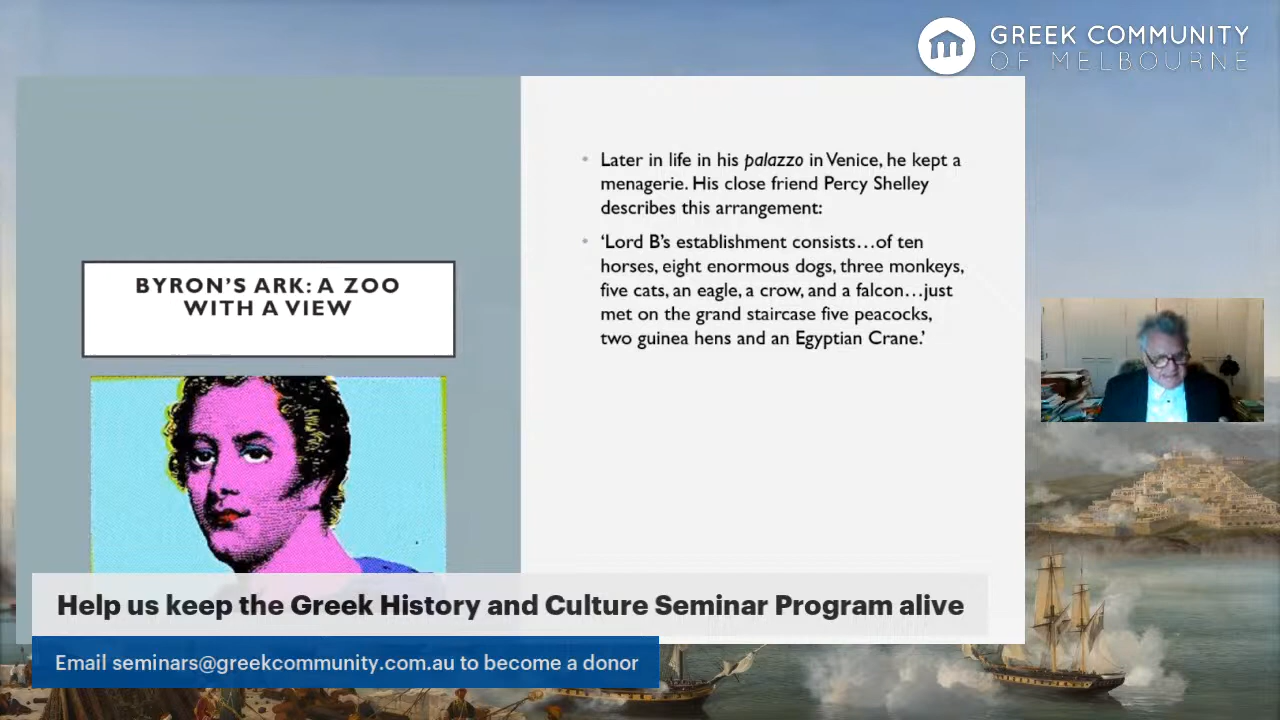 GREEK COMMUNITY
OF MELBOURNE
BYRON'S ARK: A ZOO
WITH A VIEW
• Later in life in his palazzo in Venice, he kept a
menagerie. His close friend Percy Shelley
describes this arrangement:
• ‘Lord B’s establishment consists…of ten
horses, eight enormous dogs, three monkeys,
five cats, an eagle, a crow, and a falcon…just
met on the grand staircase five peacocks,
two guinea hens and an Egyptian Crane.’
Help us keep the Greek History and Culture Seminar Program alive
Email seminars@greekcommunity.com.au to become a donor